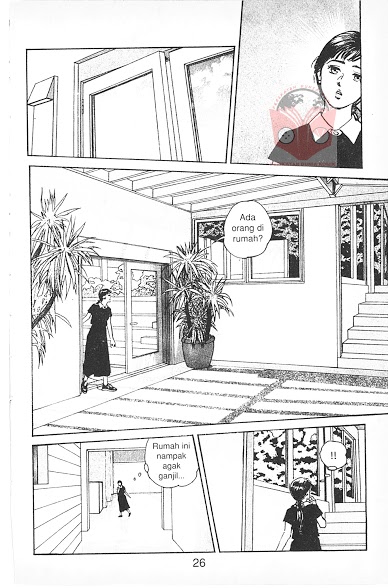 Ada
orang di
rumah?
Rumah ini
nampak
agak
ganjil...
!!
26